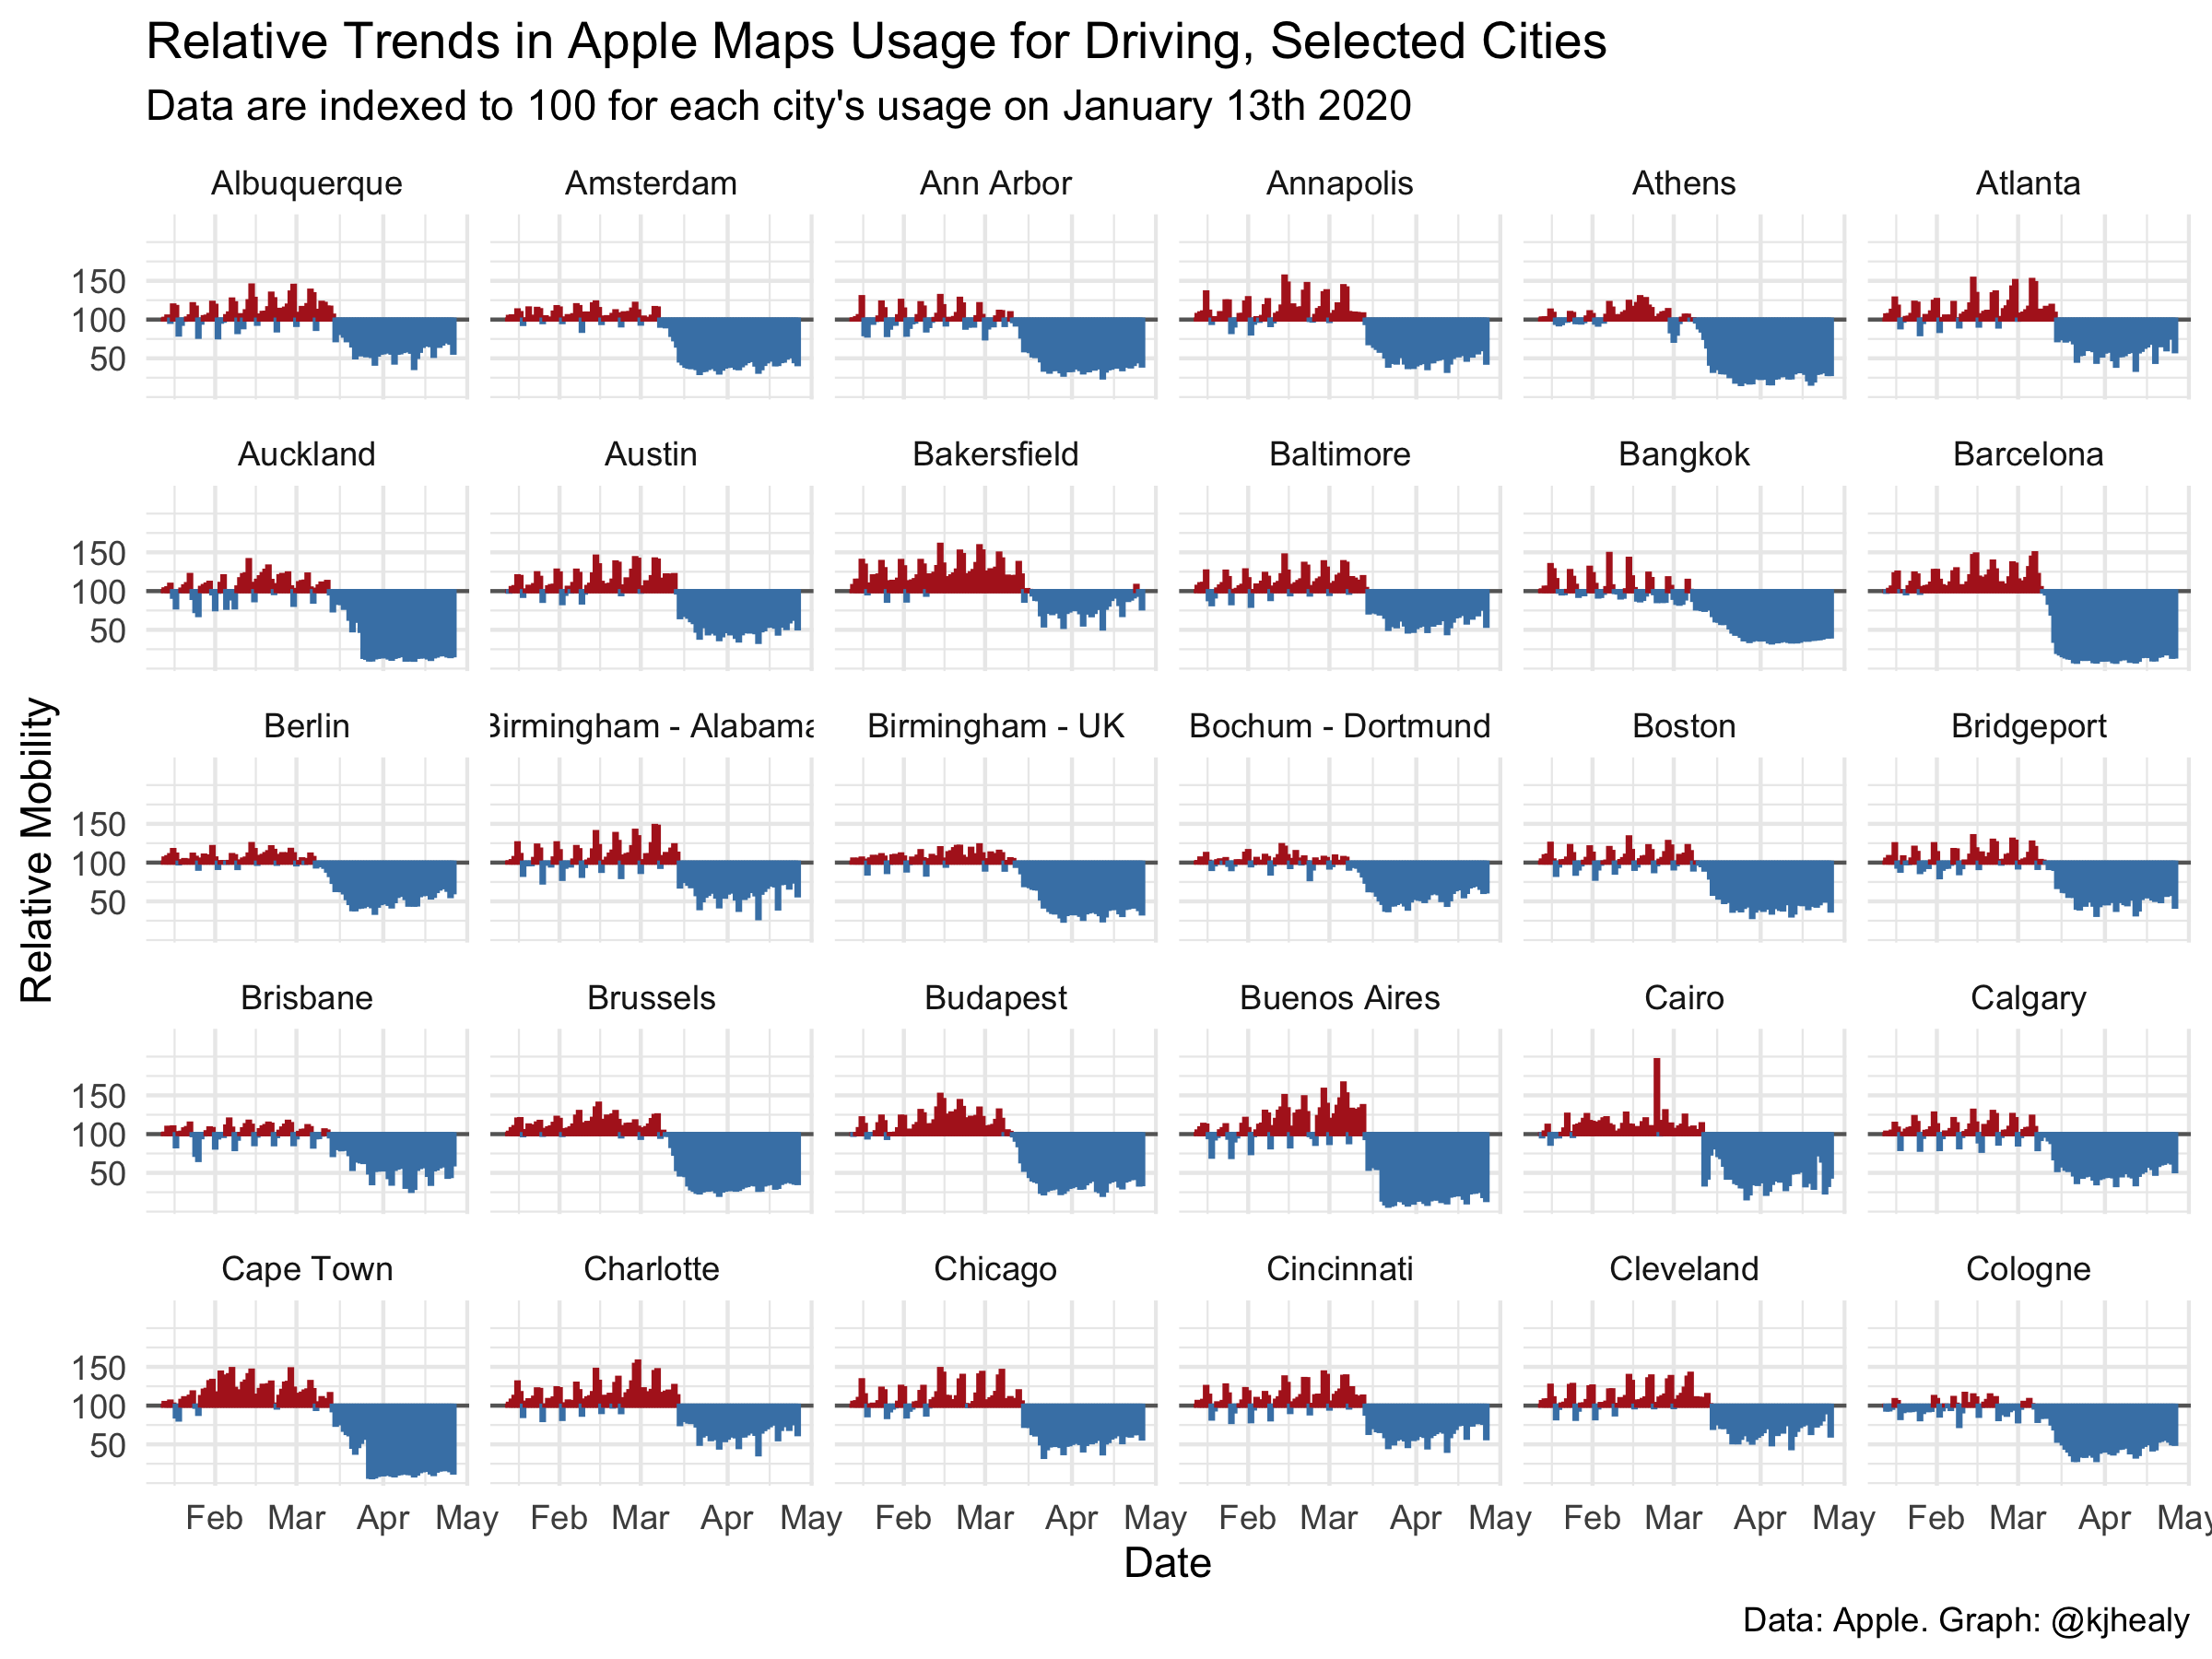 Relative Trends in Apple Maps Usage for Driving, Selected Cities
Data are indexed to 100 for each city's usage on January 13th 2020
Albuquerque Amsterdam Ann Arbor Annapolis Athens Atlanta
150
100
50
Auckland Austin Bakersfield Baltimore Bangkok Barcelona
150
100
50
Relative Mobility
Berlin Birmingham - Alabama Birmingham - UK Bochum - Dortmund Boston Bridgeport
150
100
50
Brisbane Brussels Budapest Buenos Aires Cairo Calgary
150
100
50
Cape Town Charlotte Chicago Cincinnati Cleveland Cologne
150
100
50
Feb Mar Apr May Feb Mar Apr May Feb Mar Apr May Feb Mar Apr May Feb Mar Apr May Feb Mar Apr May
Date
Data: Apple. Graph: @kjhealy